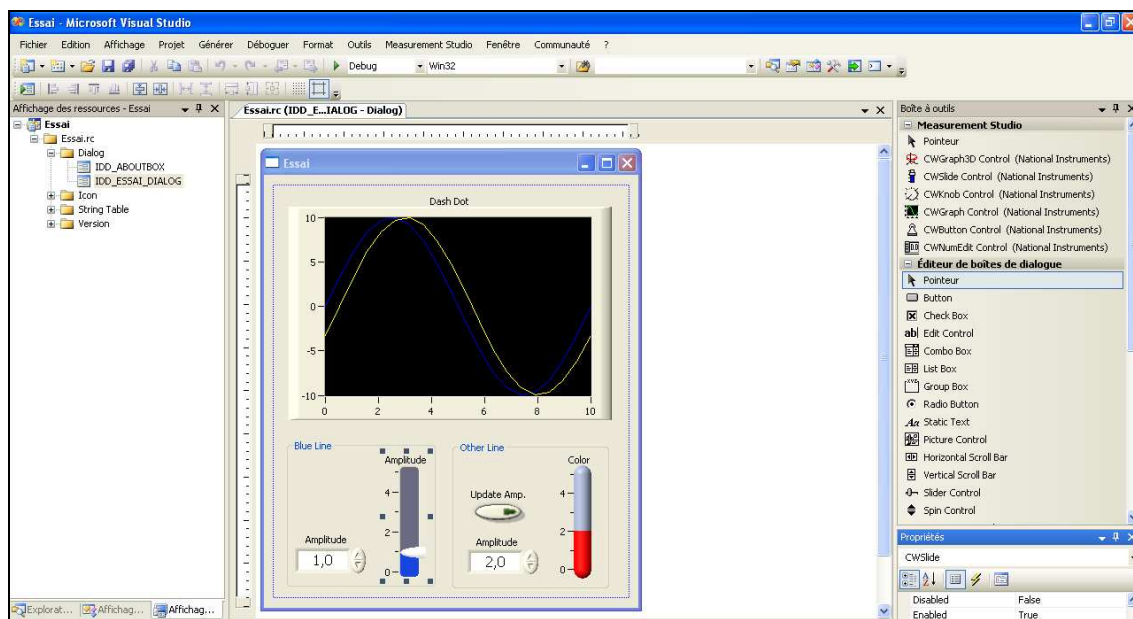 Essai - Microsoft Visual Studio
Fichier Edition Affichage Projet Générer Déboguer Format Outils Measurement Studio Fenêtre Communauté ?
Debug Win32
Affichage des ressources - Essai
Essai
Essai.rc
Dialog
IDD_ABOUTBOX
IDD_ESSAI_DIALOG
Icon
String Table
Version
Explorat... Affichag... Affichag...
Essai.rc (IDD_E...IALOG - Dialog)
Essai
Dash Dot
10
5
0
-5
-10
0 2 4 6 8 10
Blue Line
Amplitude
4
2
0
Amplitude
1,0
Other Line
Color
Update Amp.
4
2
0
Amplitude
2,0
Boîte à outils
Measurement Studio
Pointeur
CWGraph3D Control (National Instruments)
CWSlide Control (National Instruments)
CWKnob Control (National Instruments)
CWGraph Control (National Instruments)
CWButton Control (National Instruments)
CWNumEdit Control (National Instruments)
Éditeur de boîtes de dialogue
Pointeur
Button
Check Box
Edit Control
Combo Box
List Box
Group Box
Radio Button
Static Text
Picture Control
Horizontal Scroll Bar
Vertical Scroll Bar
Slider Control
Spin Control
Propriétés
CWSlide
Disabled False
Enabled True